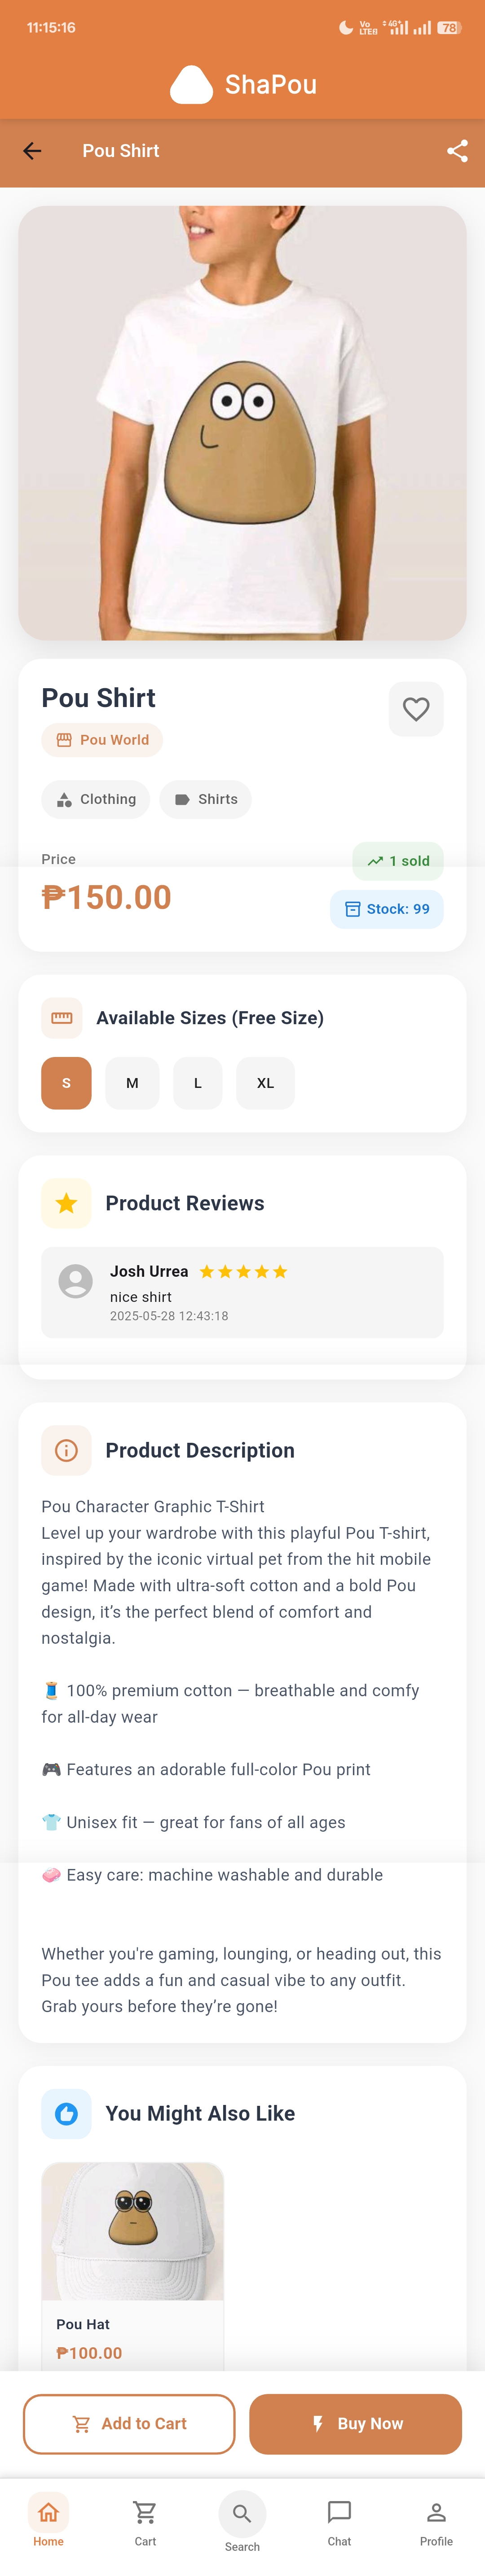 11:15:16
Vo
LTE
4G
78
ShaPou
Pou Shirt
Pou Shirt
Pou World
Clothing
Shirts
Price
1 sold
₱150.00
Stock: 99
Available Sizes (Free Size)
S M L XL
Product Reviews
Josh Urrea
nice shirt
2025-05-28 12:43:18
Product Description
Pou Character Graphic T-Shirt
Level up your wardrobe with this playful Pou T-shirt,
inspired by the iconic virtual pet from the hit mobile
game! Made with ultra-soft cotton and a bold Pou
design, it’s the perfect blend of comfort and
nostalgia.
🧵 100% premium cotton — breathable and comfy
for all-day wear
🎮 Features an adorable full-color Pou print
👕 Unisex fit — great for fans of all ages
🧼 Easy care: machine washable and durable
Whether you're gaming, lounging, or heading out, this
Pou tee adds a fun and casual vibe to any outfit.
Grab yours before they’re gone!
You Might Also Like
Pou Hat
₱100.00
Add to Cart
Buy Now
Home Cart Search Chat Profile